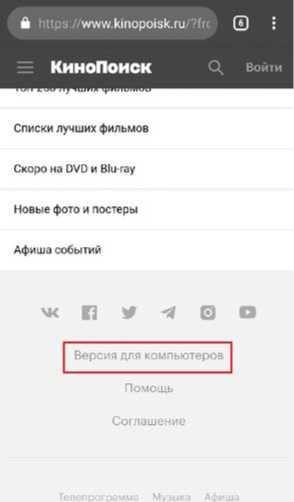 https://www.kinopoisk.ru/?fro
6
КиноПоиск
Войти
Топ 250 лучших фильмов
Списки лучших фильмов
Скоро на DVD и Blu-ray
Новые фото и постеры
Афиша событий
Версия для компьютеров
Помощь
Соглашение
Телепрограмма Музыка Афиша